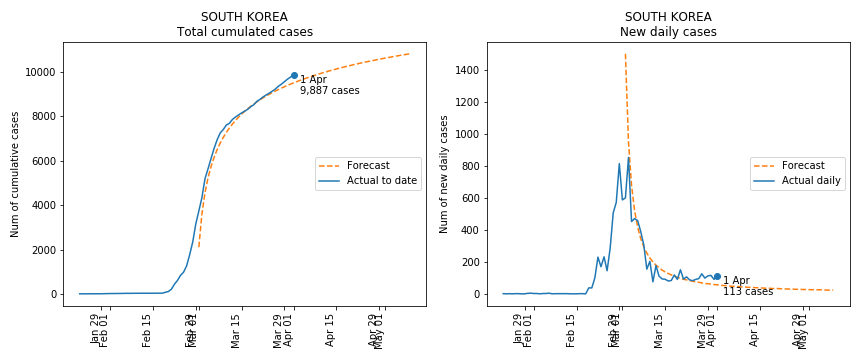 SOUTH KOREA
Total cumulated cases
Num of cumulative cases
10000
8000
6000
4000
2000
0
1 Apr
9,887 cases
Forecast
Actual to date
Jan 29
Feb 01
Feb 15
Feb 29
Mar 01
Mar 15
Mar 29
Apr 01
Apr 15
Apr 29
May 01
SOUTH KOREA
New daily cases
Num of new daily cases
1400
1200
1000
800
600
400
200
0
Forecast
Actual daily
1 Apr
113 cases
Jan 29
Feb 01
Feb 15
Feb 29
Mar 01
Mar 15
Mar 29
Apr 01
Apr 15
Apr 29
May 01